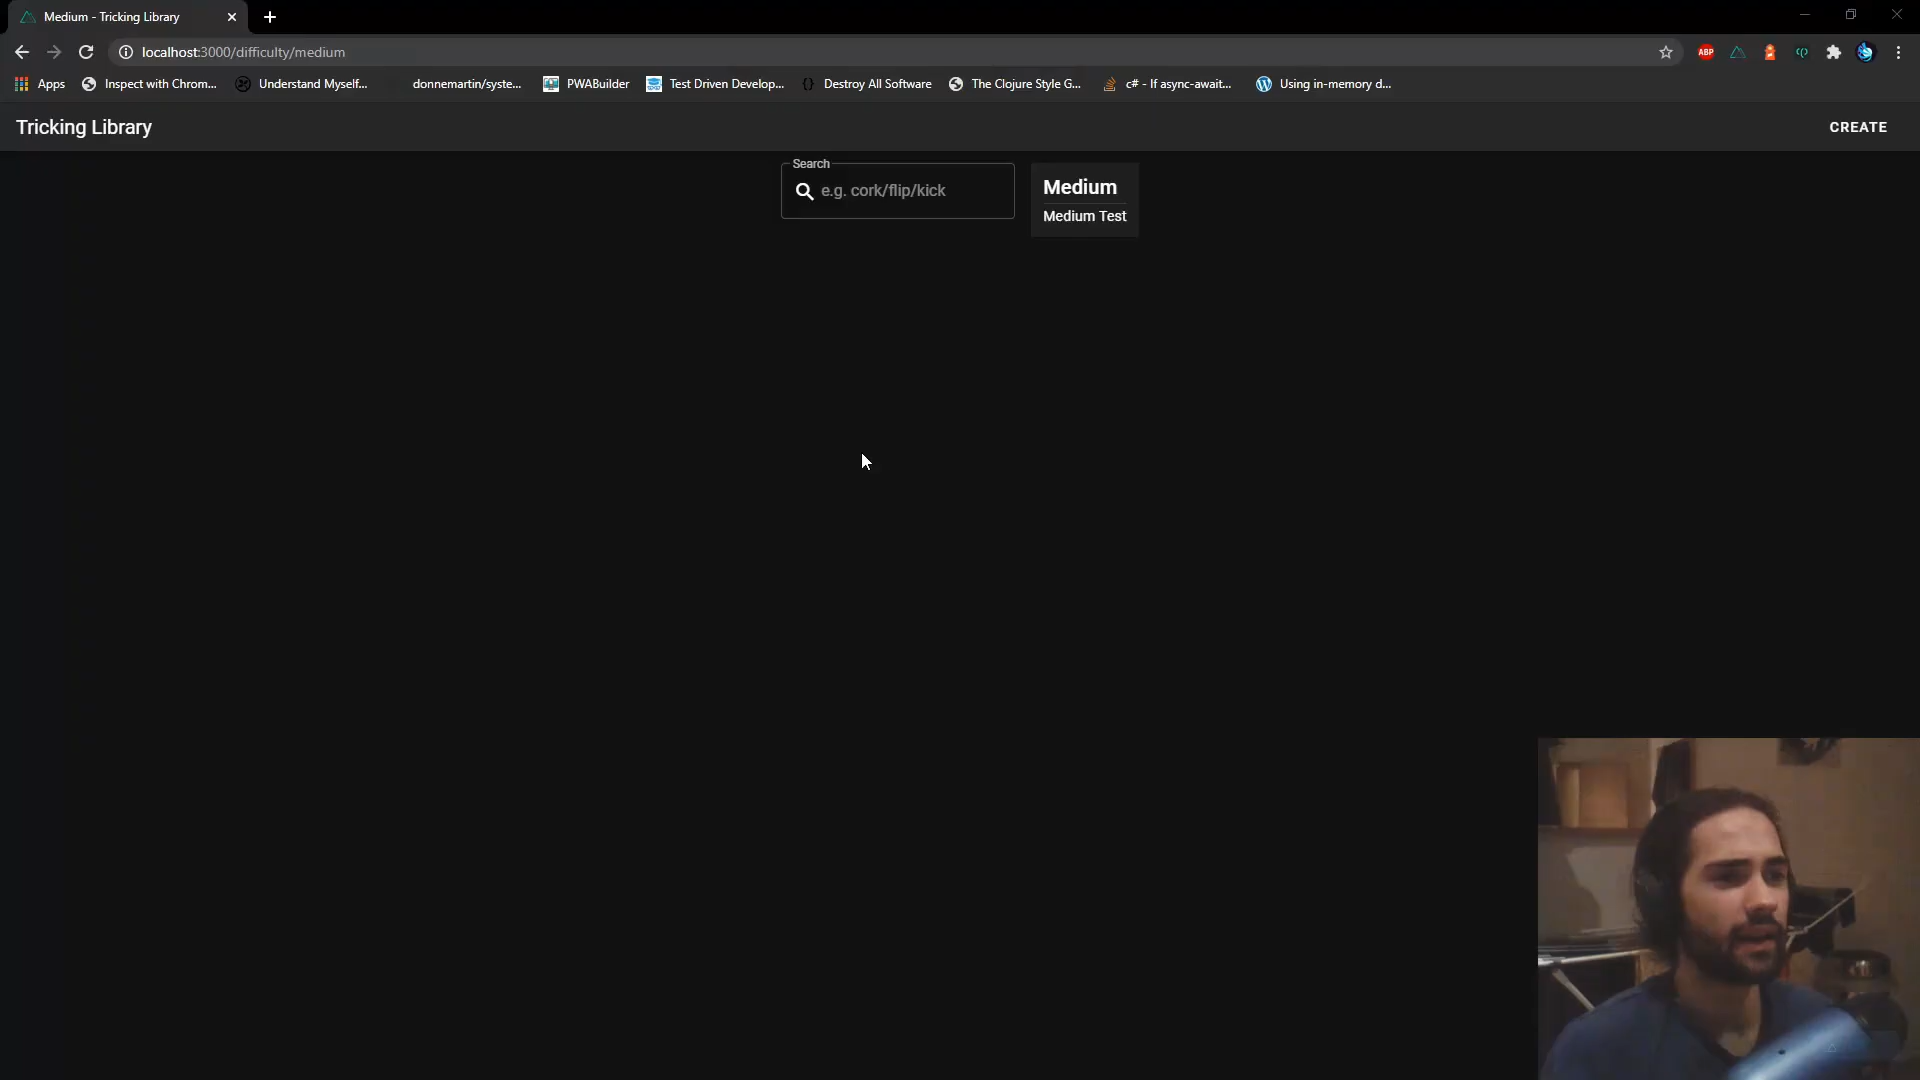 Medium - Tricking Library
localhost:3000/difficulty/medium
ABP
Apps
Inspect with Chrom...
Understand Myself...
donnemartin/syste...
PWABuilder
Test Driven Develop...
Destroy All Software
The Clojure Style G...
c# - If async-await...
Using in-memory d...
Tricking Library
CREATE
Search
e.g. cork/flip/kick
Medium
Medium Test